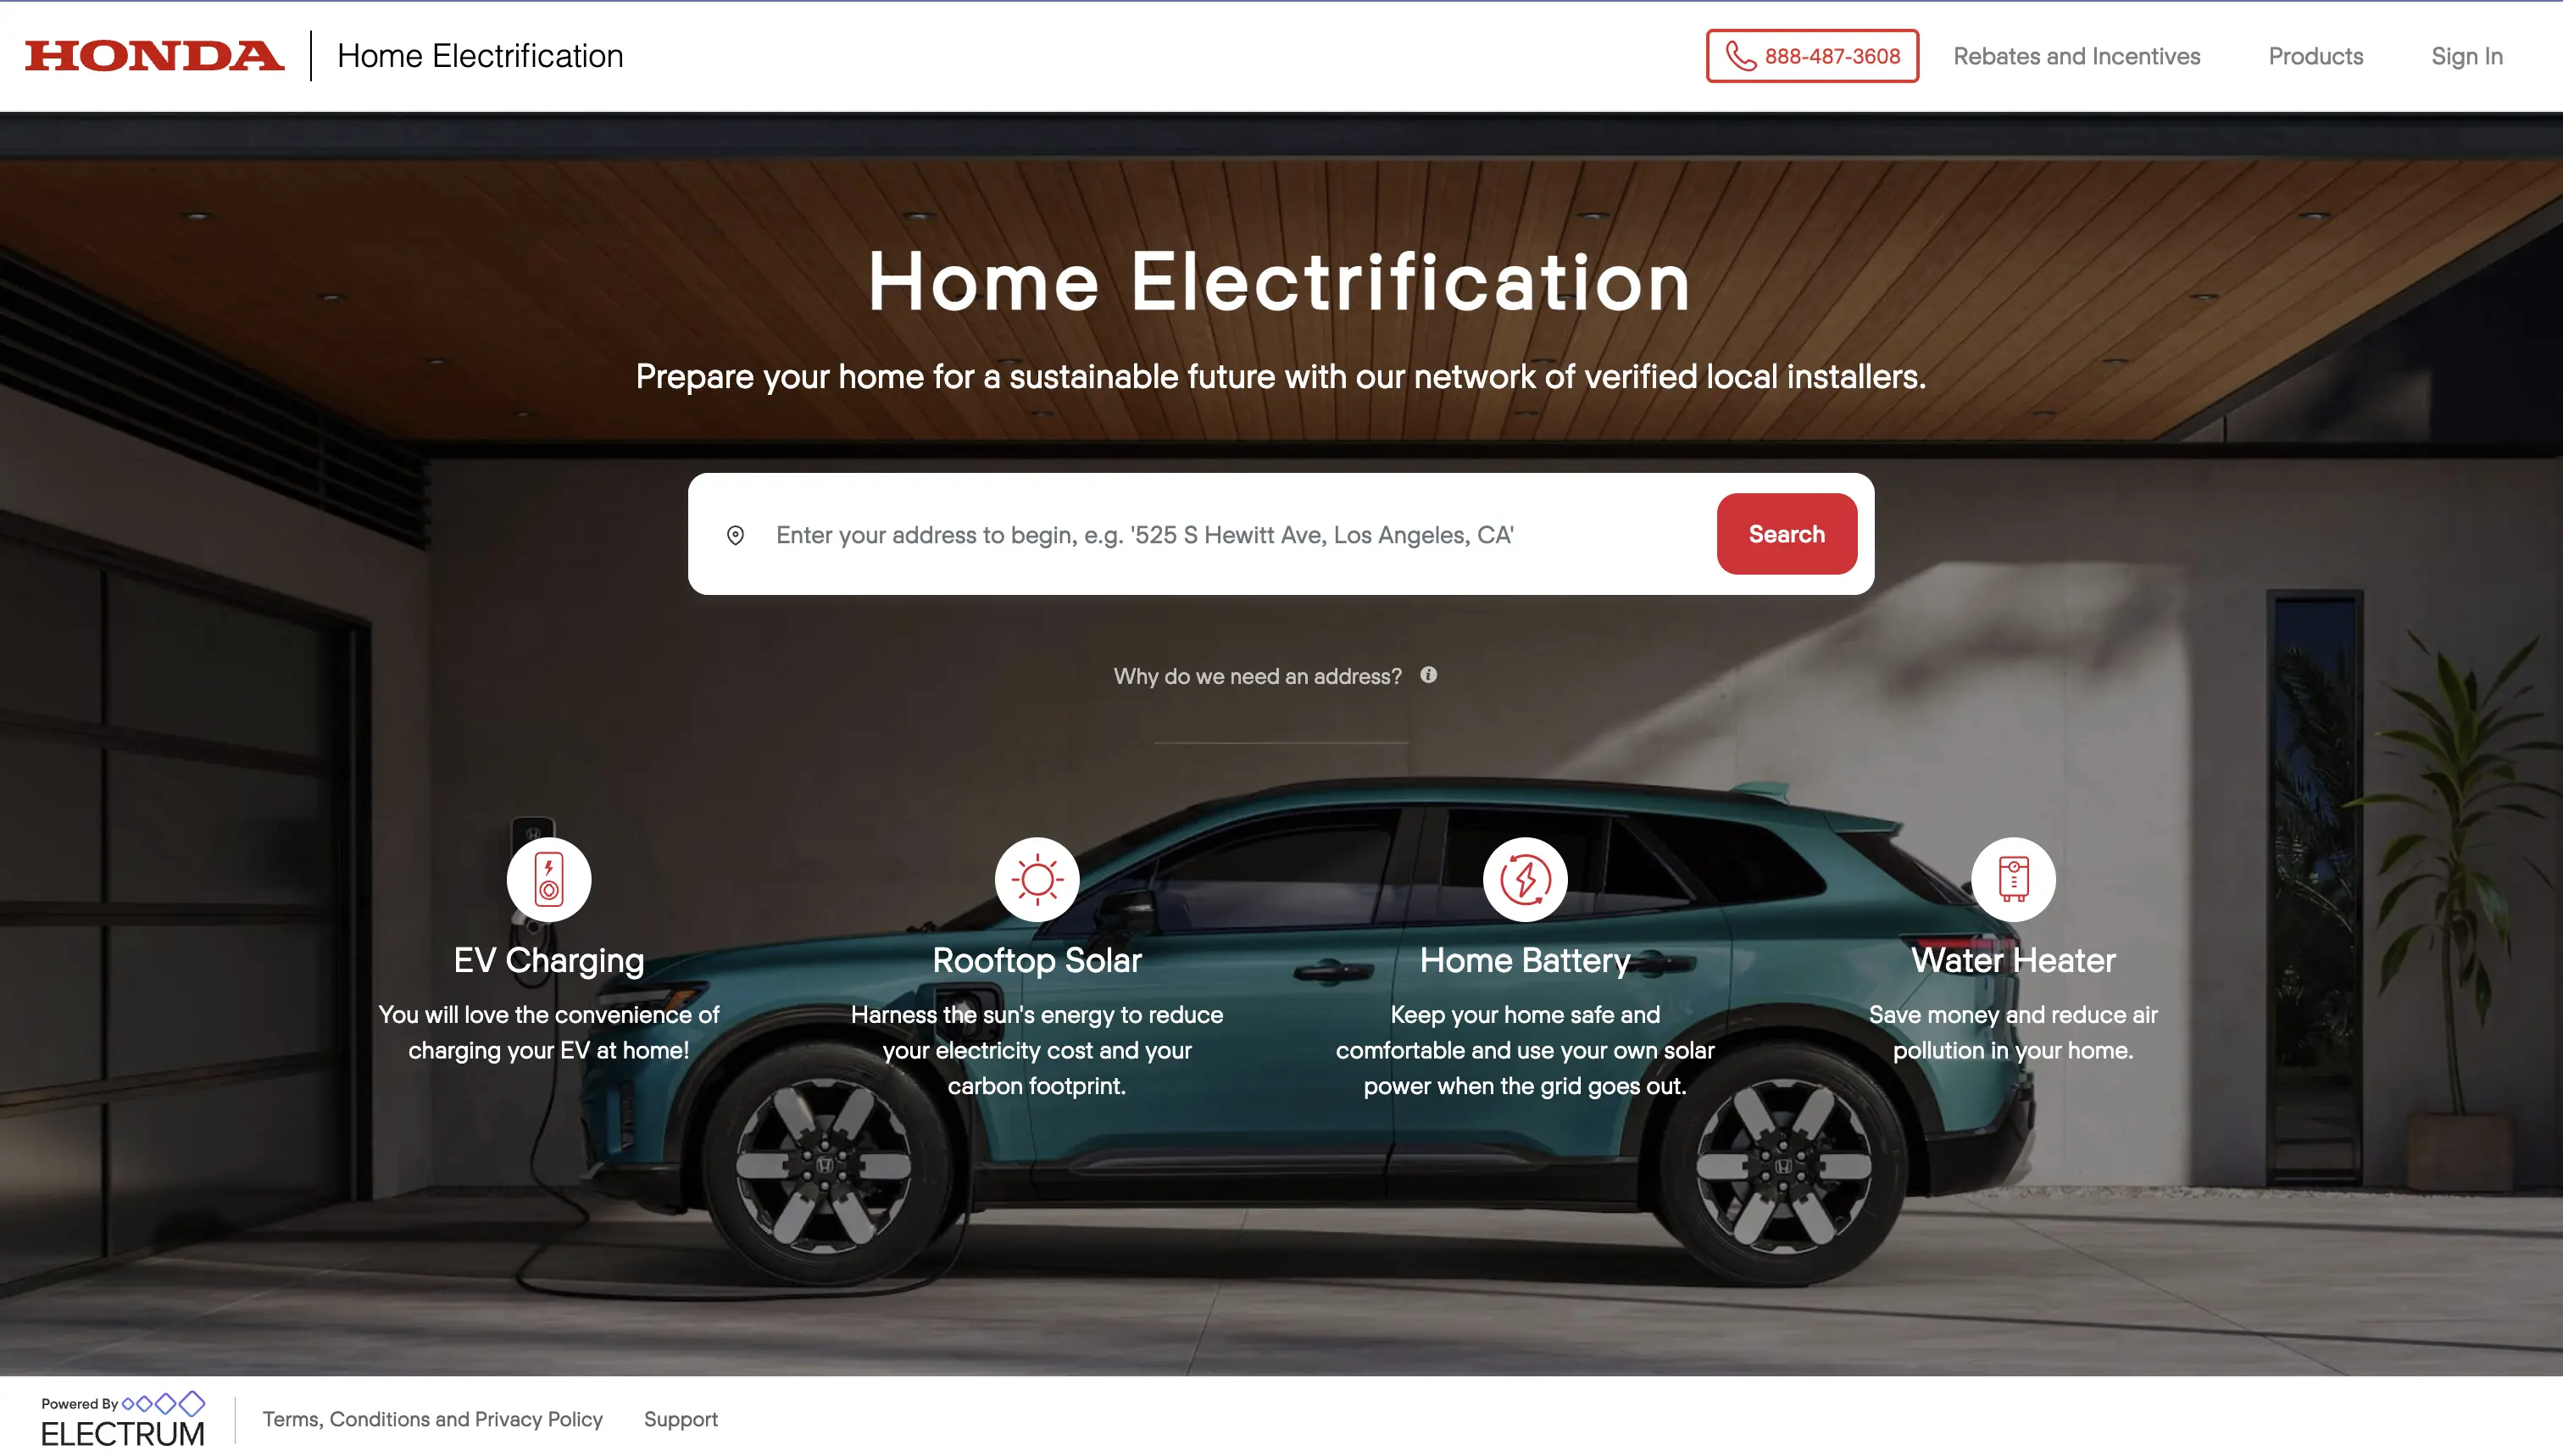 HONDA
Home Electrification
888-487-3608
Rebates and Incentives
Products
Sign In
Home Electrification
Prepare your home for a sustainable future with our network of verified local installers.
Enter your address to begin, e.g. '525 S Hewitt Ave, Los Angeles, CA'
Search
Why do we need an address?
EV Charging
You will love the convenience of
charging your EV at home!
Rooftop Solar
Harness the sun's energy to reduce
your electricity cost and your
carbon footprint.
Home Battery
Keep your home safe and
comfortable and use your own solar
power when the grid goes out.
Water Heater
Save money and reduce air
pollution in your home.
Powered By
ELECTRUM
Terms, Conditions and Privacy Policy
Support